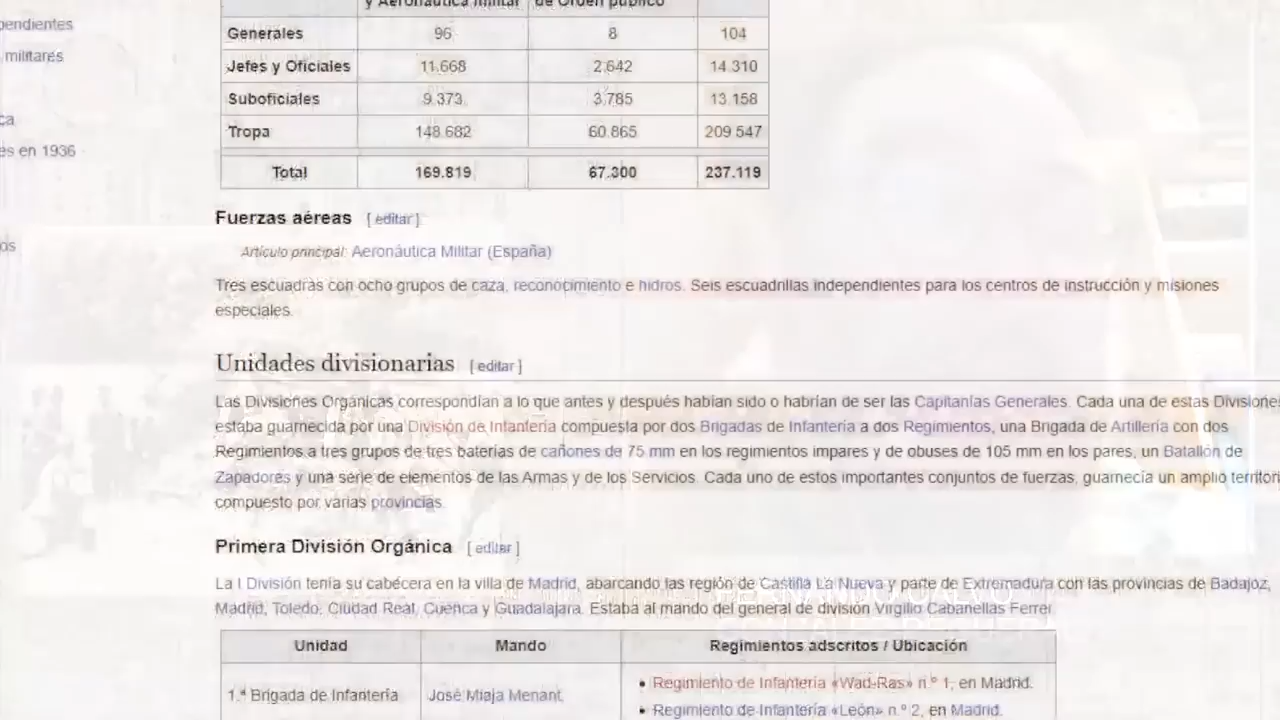 y Aeronáutica militar de Orden público
pendientes
Generales 96 8 104
militares
Jefes y Oficiales 11.668 2.642 14.310
Suboficiales 9.373 3.785 13.158
ca
Tropa 148.682 60.865 209 547
es en 1936
Total 169.819 67.300 237.119
Fuerzas aéreas [ editar ]
os
Artículo principal: Aeronáutica Militar (España)
Tres escuadras con ocho grupos de caza, reconocimiento e hidros. Seis escuadrillas independientes para los centros de instrucción y misiones
especiales.
Unidades divisionarias [ editar ]
Las Divisiones Orgánicas correspondían a lo que antes y después habían sido o habrían de ser las Capitanías Generales. Cada una de estas Divisione
estaba guarnecida por una División de Infantería compuesta por dos Brigadas de Infantería a dos Regimientos, una Brigada de Artillería con dos
Regimientos a tres grupos de tres baterías de cañones de 75 mm en los regimientos impares y de obuses de 105 mm en los pares, un Batallón de
Zapadores y una serie de elementos de las Armas y de los Servicios. Cada uno de estos importantes conjuntos de fuerzas, guarnecía un amplio territori
compuesto por varias provincias.
Primera División Orgánica [ editar ]
La I División tenía su cabecera en la villa de Madrid, abarcando las región de Castilla La Nueva y parte de Extremadura con las provincias de Badajoz,
FERNANDO CALVO
Madrid, Toledo, Ciudad Real, Cuenca y Guadalajara. Estaba al mando del general de división Virgilio Cabanellas Ferrer.
Unidad Mando Regimientos adscritos / Ubicación
1.ª Brigada de Infantería José Miaja Menant
• Regimiento de Infantería «Wad-Ras» n.º 1, en Madrid.
• Regimiento de Infantería «León» n.º 2, en Madrid.